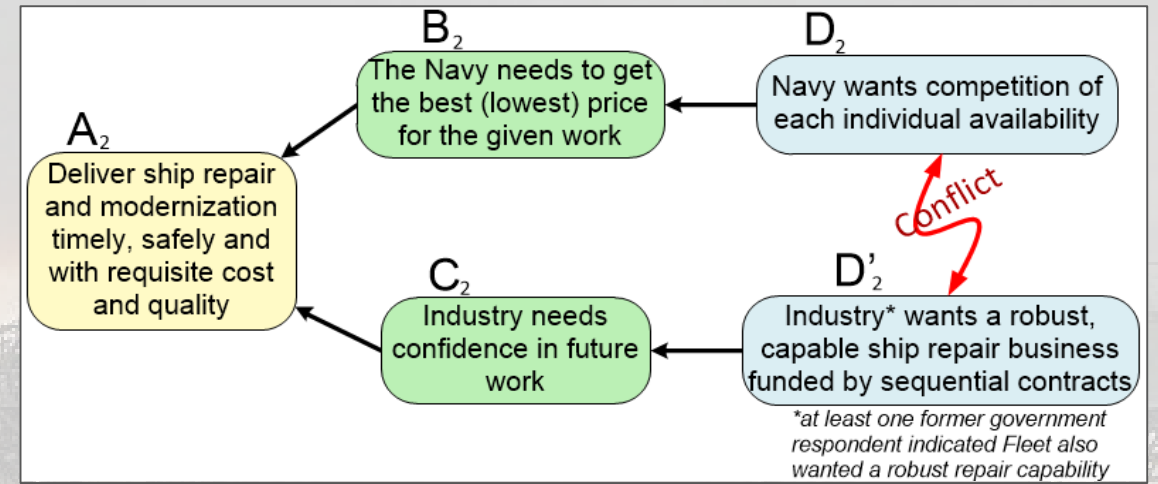 B2
The Navy needs to get
the best (lowest) price
for the given work
D2
Navy wants competition of
each individual availability
A2
Deliver ship repair
and modernization
timely, safely and
with requisite cost
and quality
Conflict
C2
Industry needs
confidence in future
work
D’2
Industry* wants a robust,
capable ship repair business
funded by sequential contracts
*at least one former government
respondent indicated Fleet also
wanted a robust repair capability